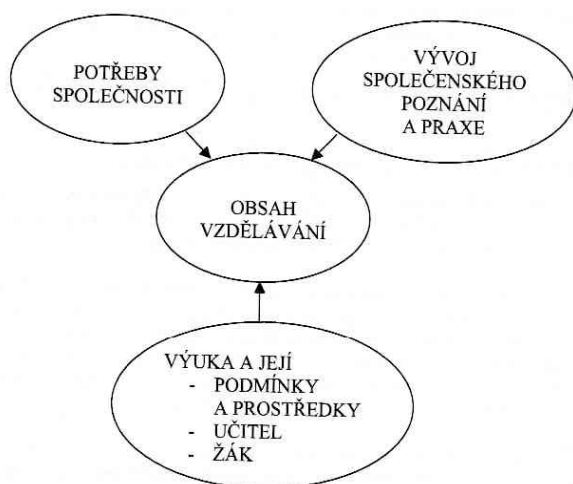 POTŘEBY
SPOLEČNOSTI
VÝVOJ
SPOLEČENSKÉHO
POZNÁNÍ
A PRAXE
OBSAH
VZDĚLÁVÁNÍ
VÝUKA A JEJÍ
- PODMÍNKY
A PROSTŘEDKY
- UČITEL
- ŽÁK